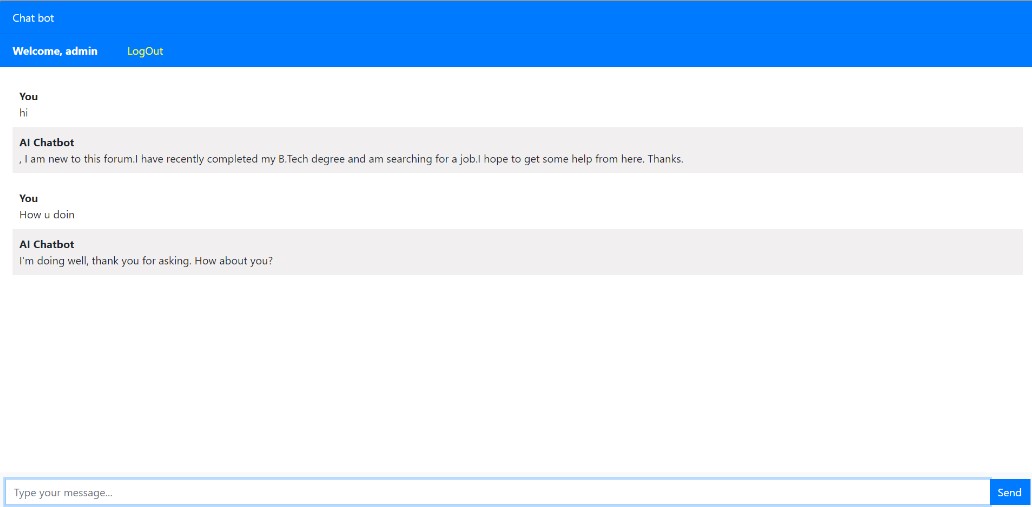 Chat bot
Welcome, admin LogOut
You
hi
AI Chatbot
, I am new to this forum.I have recently completed my B.Tech degree and am searching for a job.I hope to get some help from here. Thanks.
You
How u doin
AI Chatbot
I'm doing well, thank you for asking. How about you?
Type your message... Send